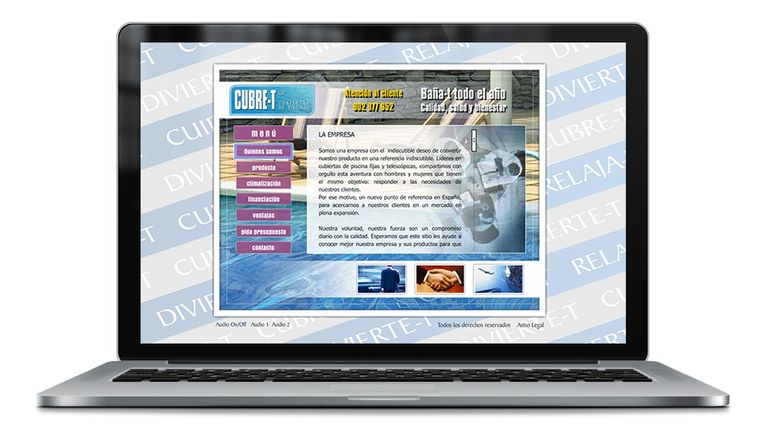 DIVIERTE-T
RELAJA-T
DIVIERTE-T
CUBRE-T
CUBIERTAS
DE PISCINAS
Atención al cliente
902 877 652
Baña-t todo el año
Calidad, salud y bienestar
menú
Quienes somos
producto
climatización
financiación
ventajas
pida presupuesto
contacto
LA EMPRESA
Somos una empresa con el indiscutible deseo de convertir
nuestro producto en una referencia indiscutible. Líderes en
cubiertas de piscina fijas y telescópicas, compartimos con
orgullo esta aventura con hombres y mujeres que tienen
el mismo objetivo: responder a las necesidades de
nuestros clientes.
Por ese motivo, un nuevo punto de referencia en España,
para acercarnos a nuestros clientes en un mercado en
plena expansión.
Nuestra voluntad, nuestra fuerza son un compromiso
diario con la calidad. Esperamos que este sitio les ayude a
conocer mejor nuestra empresa y sus productos para que
CUBRE-T
RELAJA-
RELAJA-T
DIVIERTE-T
DIVIERTE-T
Audio On/Off Audio 1 Audio 2
Todos los derechos reservados Aviso Legal